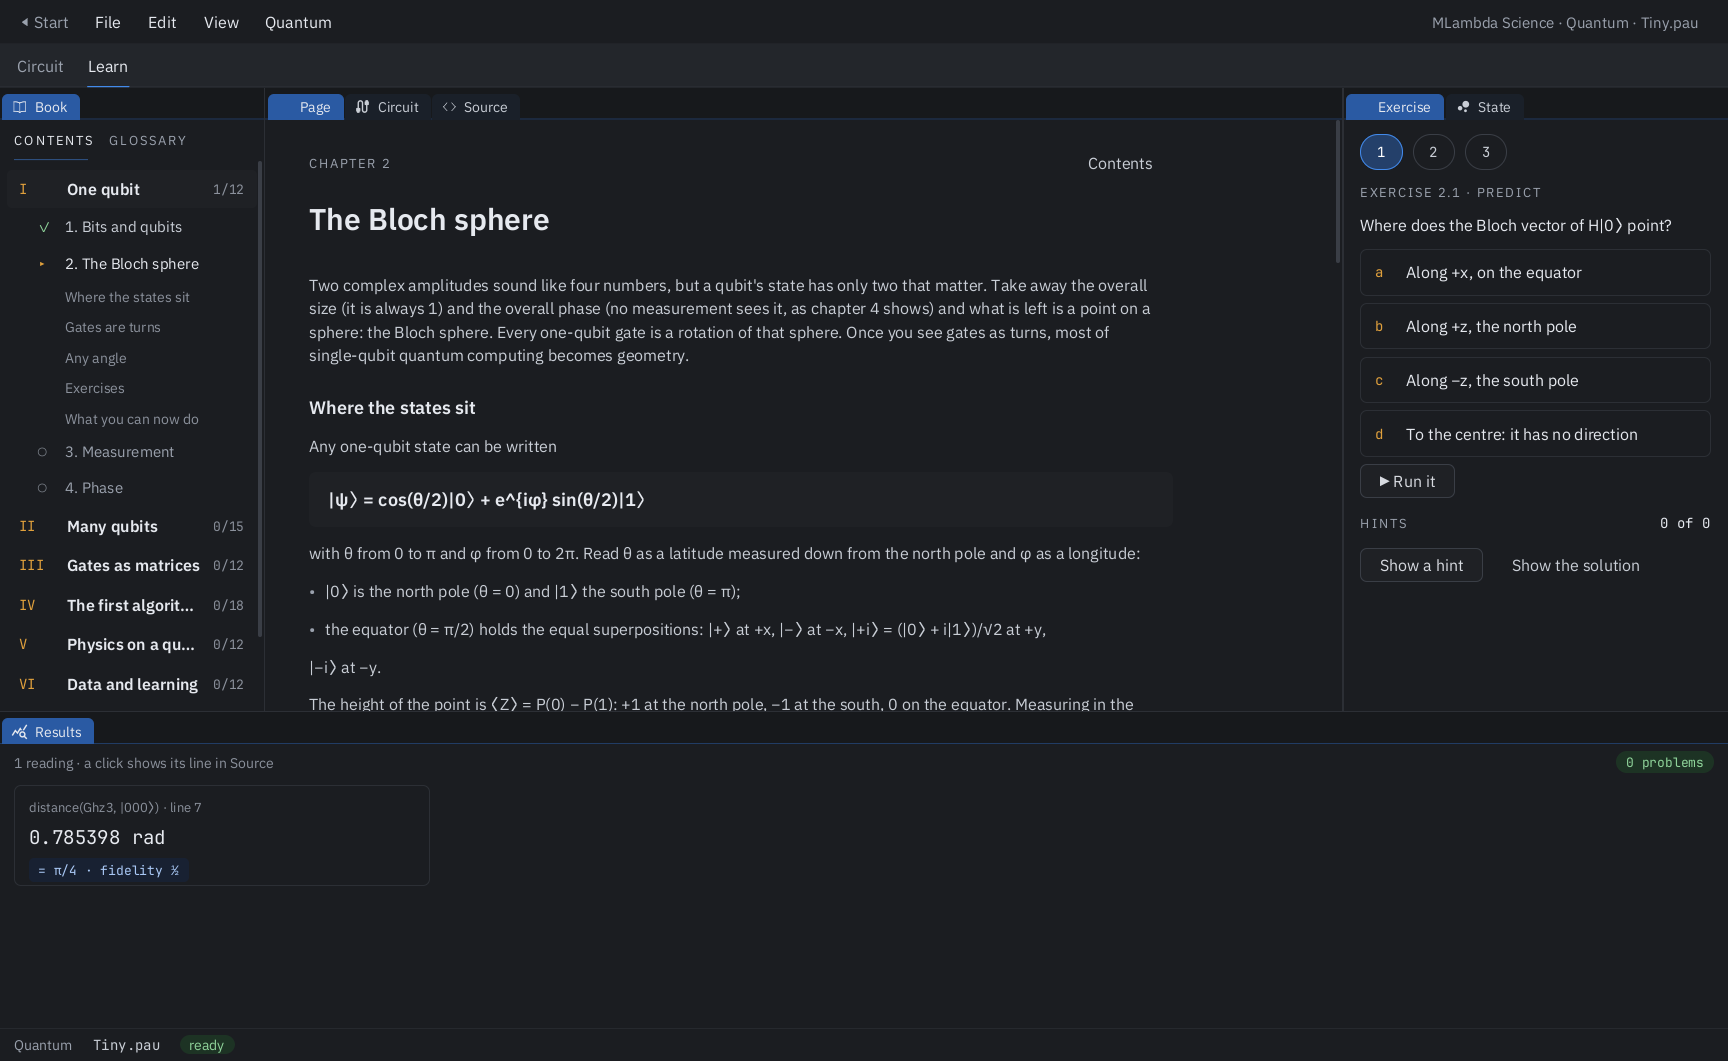 Start File Edit View Quantum MLambda Science · Quantum · Tiny.pau
Circuit Learn
Book
CONTENTS GLOSSARY
I One qubit 1/12
✓ 1. Bits and qubits
▸ 2. The Bloch sphere
Where the states sit
Gates are turns
Any angle
Exercises
What you can now do
○ 3. Measurement
○ 4. Phase
II Many qubits 0/15
III Gates as matrices 0/12
IV The first algorit... 0/18
V Physics on a qu... 0/12
VI Data and learning 0/12
Page Circuit Source
CHAPTER 2 Contents
The Bloch sphere
Two complex amplitudes sound like four numbers, but a qubit's state has only two that matter. Take away the overall
size (it is always 1) and the overall phase (no measurement sees it, as chapter 4 shows) and what is left is a point on a
sphere: the Bloch sphere. Every one-qubit gate is a rotation of that sphere. Once you see gates as turns, most of
single-qubit quantum computing becomes geometry.
Where the states sit
Any one-qubit state can be written
|ψ⟩ = cos(θ/2)|0⟩ + e^{iφ} sin(θ/2)|1⟩
with θ from 0 to π and φ from 0 to 2π. Read θ as a latitude measured down from the north pole and φ as a longitude:
• |0⟩ is the north pole (θ = 0) and |1⟩ the south pole (θ = π);
• the equator (θ = π/2) holds the equal superpositions: |+⟩ at +x, |−⟩ at −x, |+i⟩ = (|0⟩ + i|1⟩)/√2 at +y,
|−i⟩ at −y.
The height of the point is ⟨Z⟩ = P(0) − P(1): +1 at the north pole, −1 at the south, 0 on the equator. Measuring in the
Exercise State
1 2 3
EXERCISE 2.1 · PREDICT
Where does the Bloch vector of H|0⟩ point?
a Along +x, on the equator
b Along +z, the north pole
c Along −z, the south pole
d To the centre: it has no direction
Run it
HINTS 0 of 0
Show a hint Show the solution
Results
1 reading · a click shows its line in Source 0 problems
distance(Ghz3, |000⟩) · line 7
0.785398 rad
= π/4 · fidelity ½
Quantum Tiny.pau ready